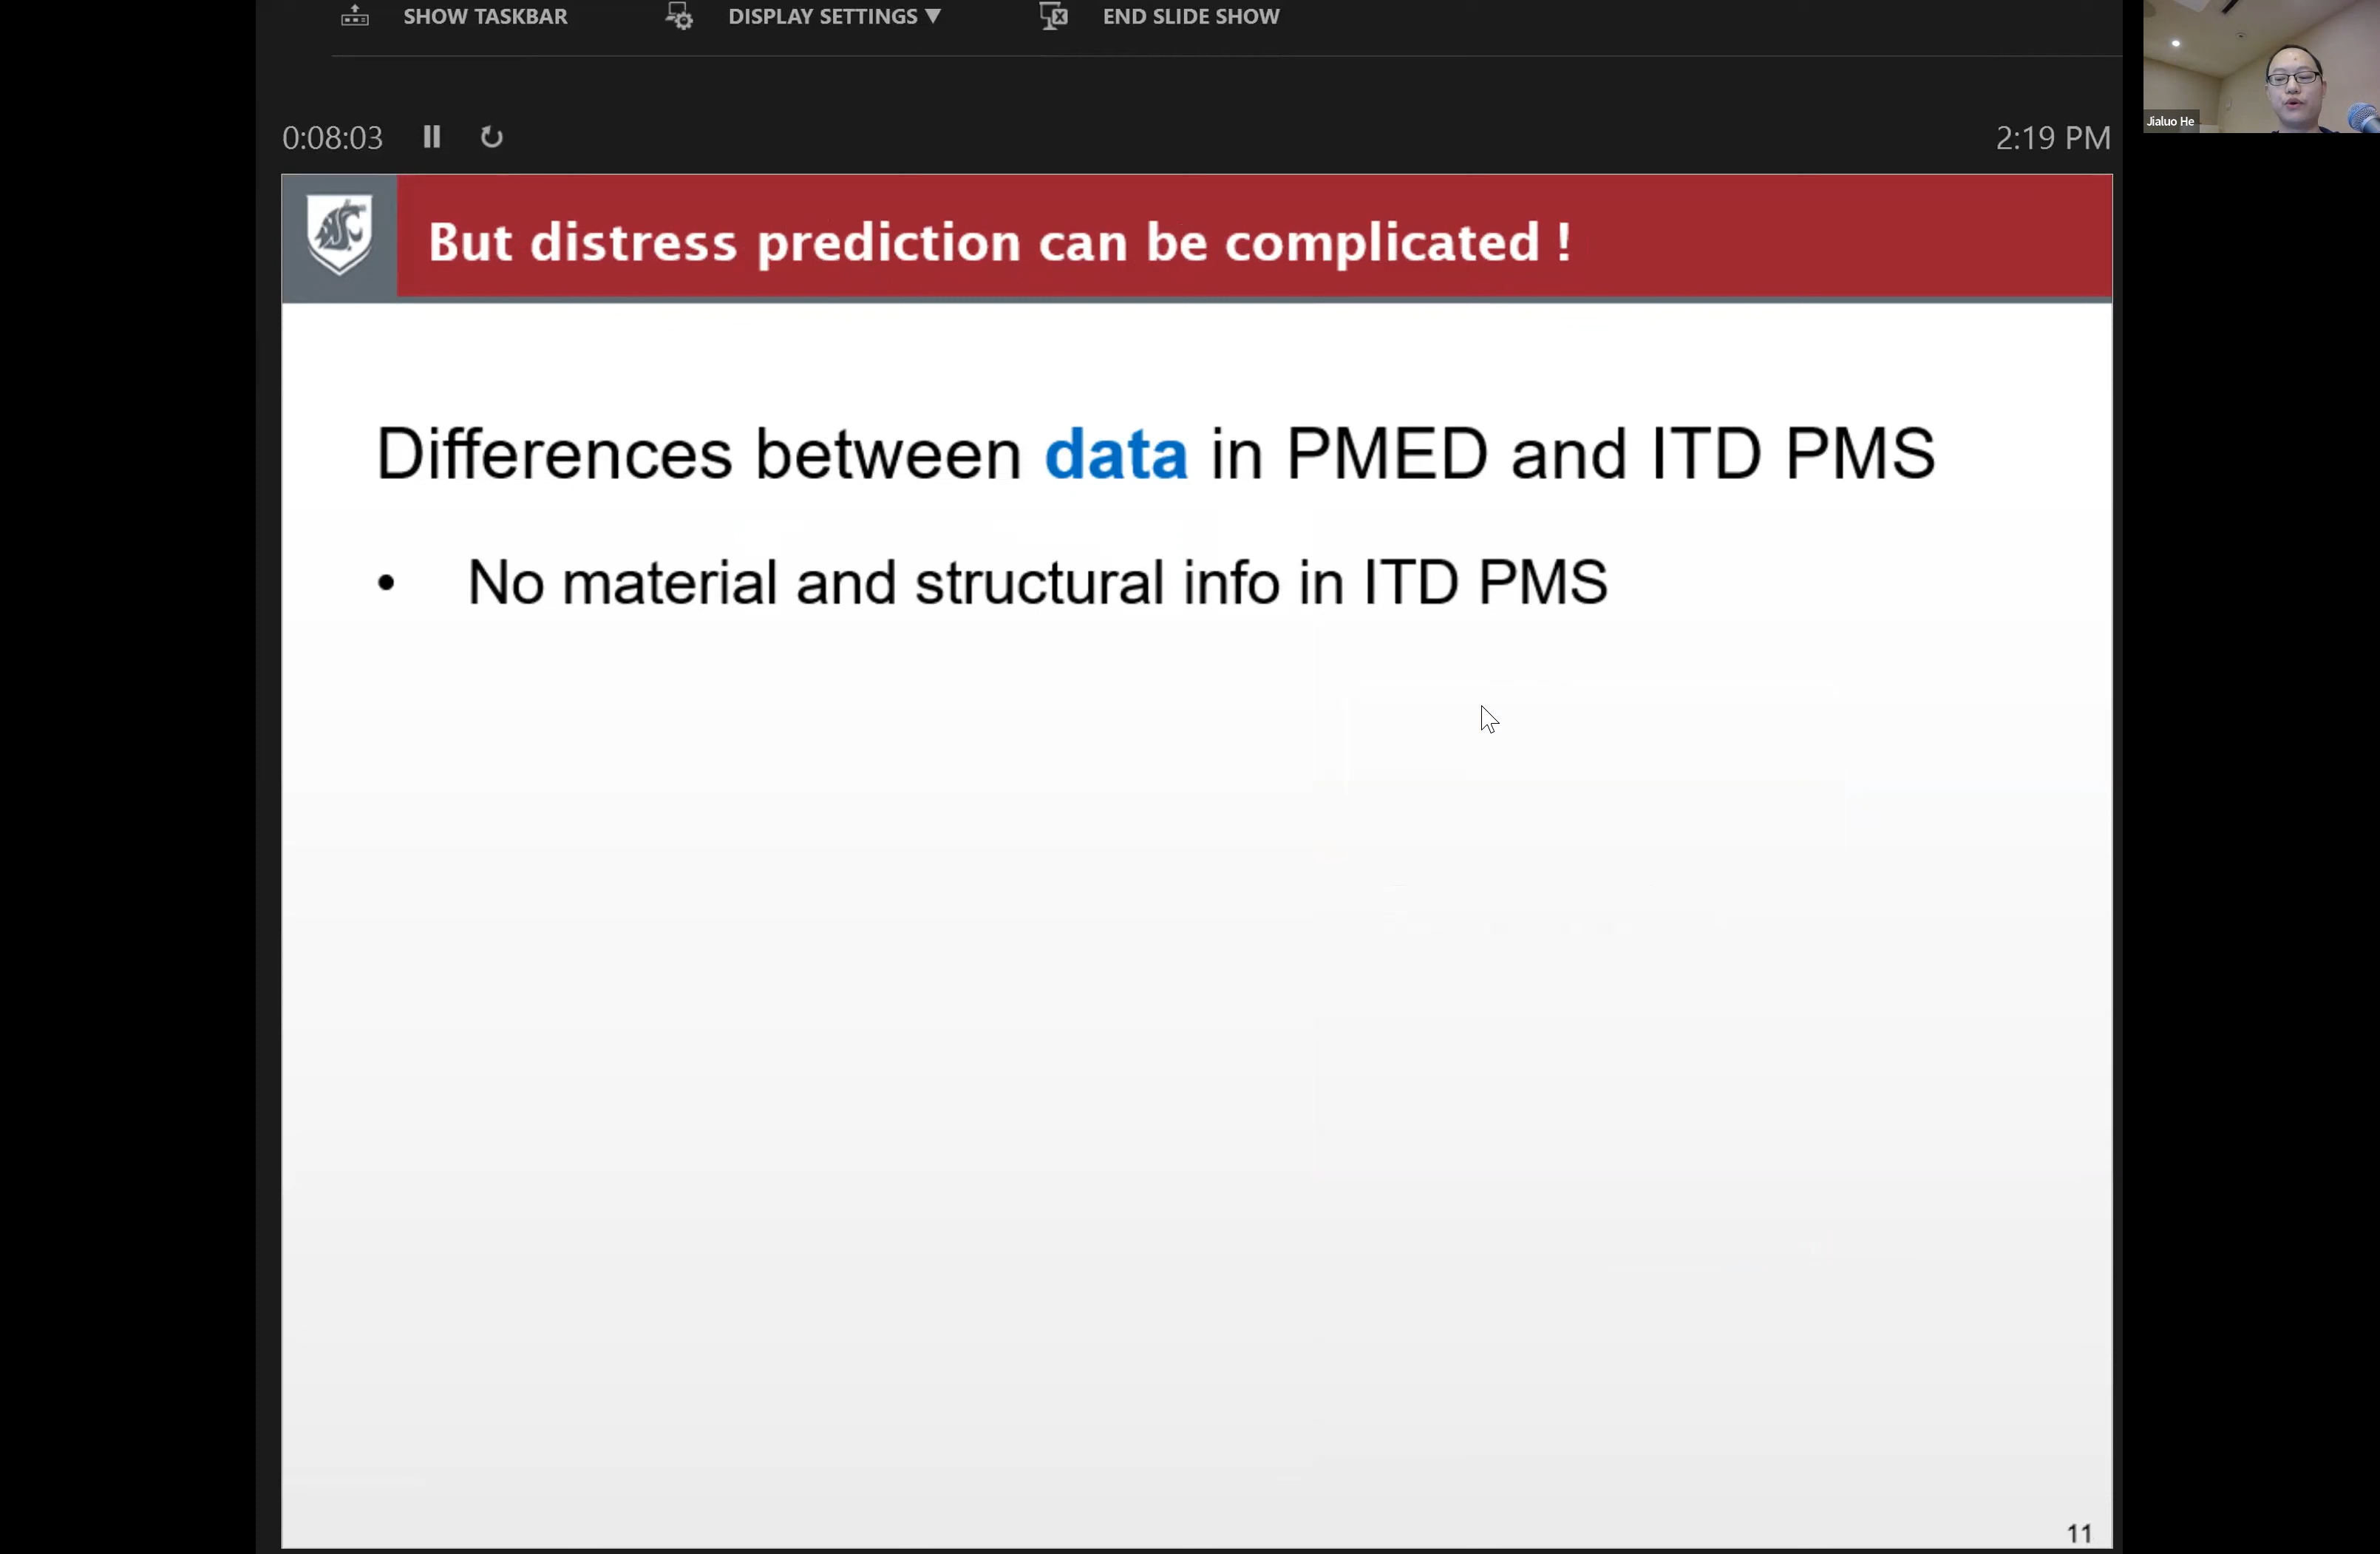 SHOW TASKBAR DISPLAY SETTINGS ▼ END SLIDE SHOW
Jialuo He
0:08:03 2:19 PM
But distress prediction can be complicated !
Differences between data in PMED and ITD PMS
• No material and structural info in ITD PMS
11